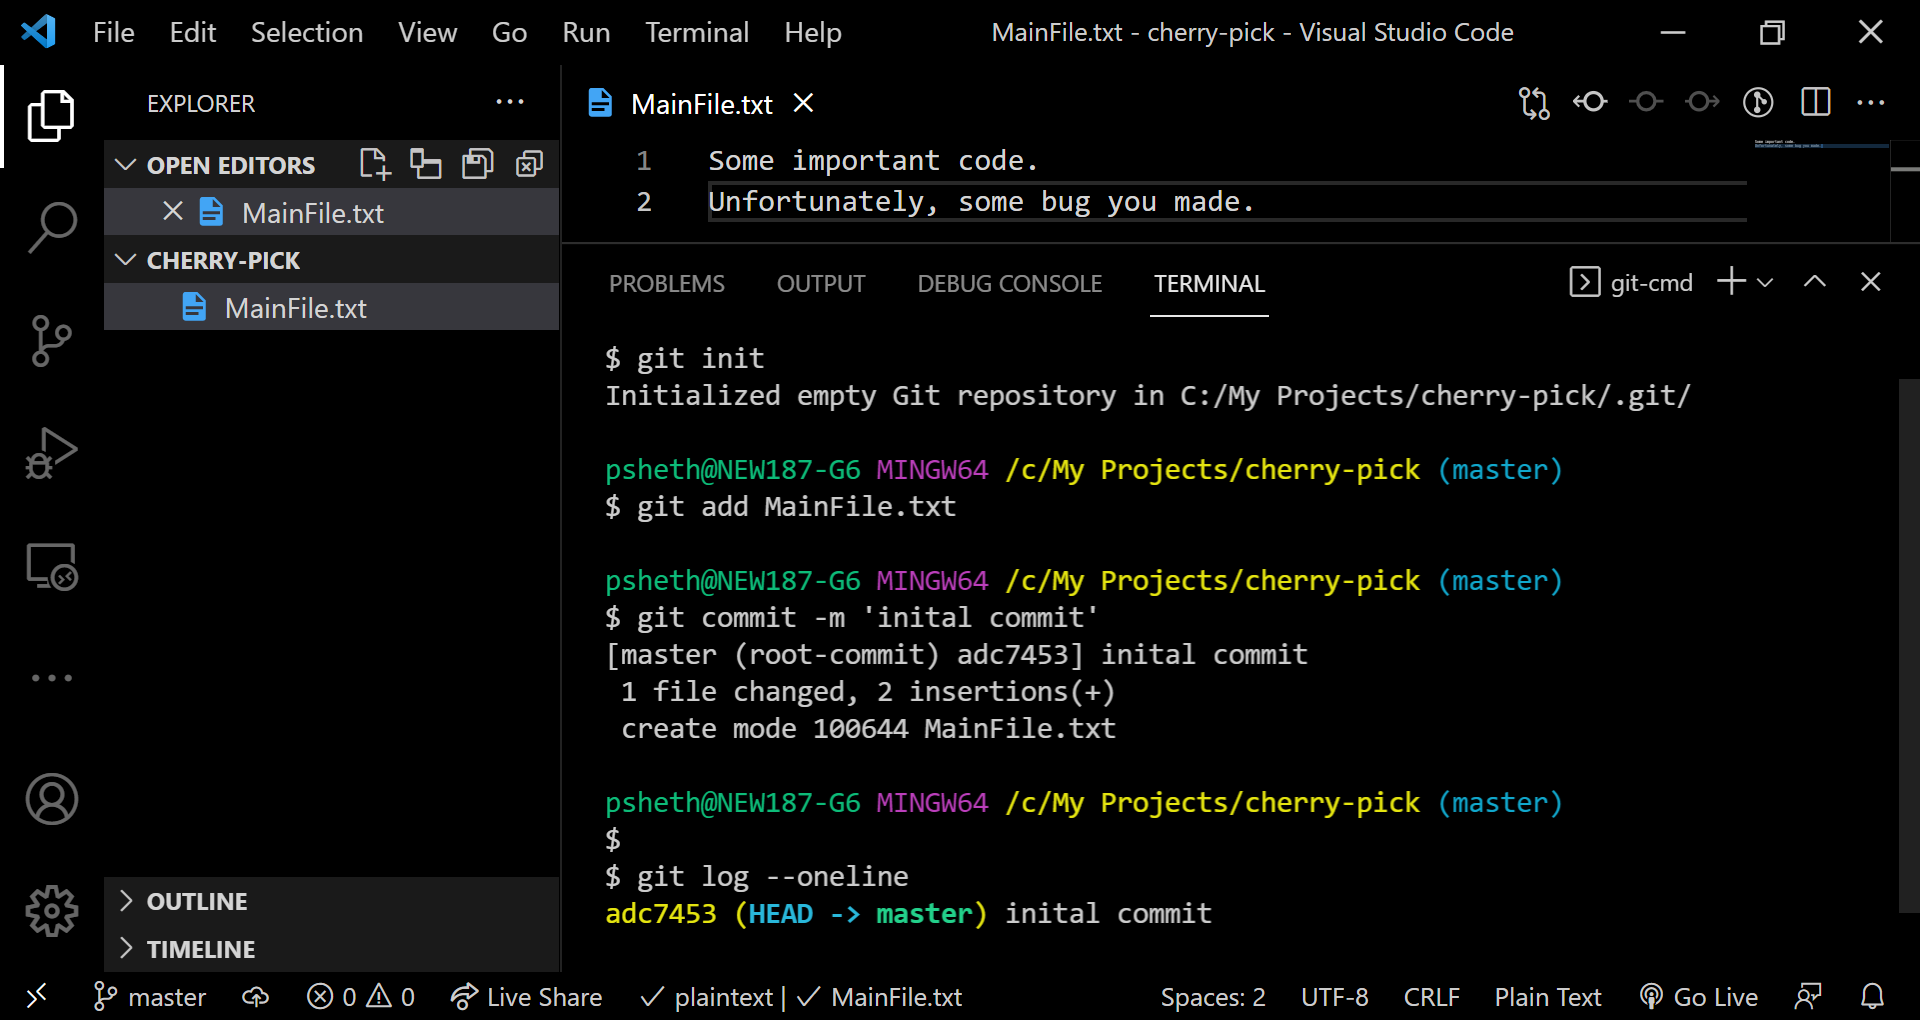 File Edit Selection View Go Run Terminal Help MainFile.txt - cherry-pick - Visual Studio Code
EXPLORER
OPEN EDITORS
MainFile.txt
CHERRY-PICK
MainFile.txt
OUTLINE
TIMELINE
MainFile.txt
1 Some important code.
2 Unfortunately, some bug you made.
PROBLEMS OUTPUT DEBUG CONSOLE TERMINAL git-cmd
$ git init
Initialized empty Git repository in C:/My Projects/cherry-pick/.git/
psheth@NEW187-G6 MINGW64 /c/My Projects/cherry-pick (master)
$ git add MainFile.txt
psheth@NEW187-G6 MINGW64 /c/My Projects/cherry-pick (master)
$ git commit -m 'inital commit'
[master (root-commit) adc7453] inital commit
1 file changed, 2 insertions(+)
create mode 100644 MainFile.txt
psheth@NEW187-G6 MINGW64 /c/My Projects/cherry-pick (master)
$
$ git log --oneline
adc7453 (HEAD -> master) inital commit
master 0 0 Live Share plaintext | MainFile.txt Spaces: 2 UTF-8 CRLF Plain Text Go Live